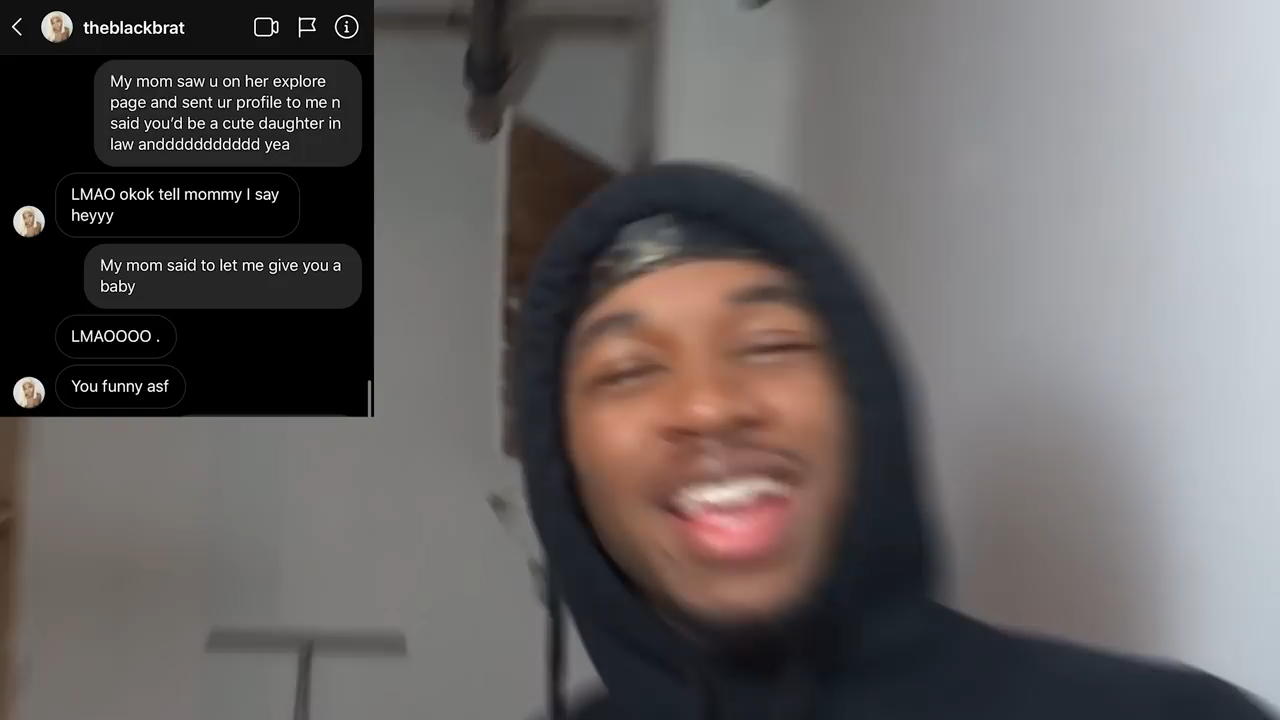 theblackbrat
My mom saw u on her explore
page and sent ur profile to me n
said you'd be a cute daughter in
law andddddddddddd yea
LMAO okok tell mommy I say
heyyy
My mom said to let me give you a
baby
LMAOOOO .
You funny asf